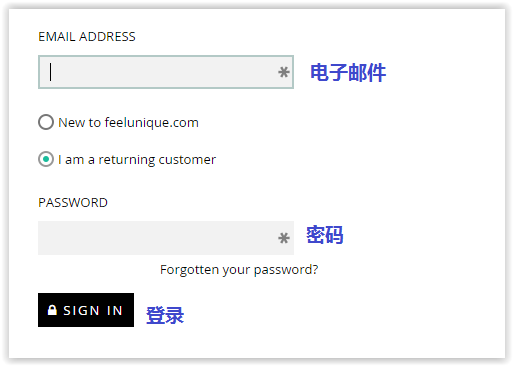 EMAIL ADDRESS
* 电子邮件
New to feelunique.com
I am a returning customer
PASSWORD
* 密码
Forgotten your password?
SIGN IN 登录